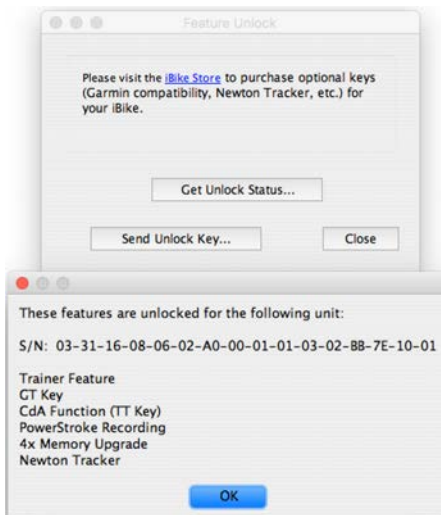 Feature Unlock
Please visit the iBike Store to purchase optional keys
(Garmin compatibility, Newton Tracker, etc.) for
your iBike.
Get Unlock Status...
Send Unlock Key...
Close
These features are unlocked for the following unit:
S/N: 03-31-16-08-06-02-A0-00-01-01-03-02-BB-7E-10-01
Trainer Feature
GT Key
CdA Function (TT Key)
PowerStroke Recording
4x Memory Upgrade
Newton Tracker
OK